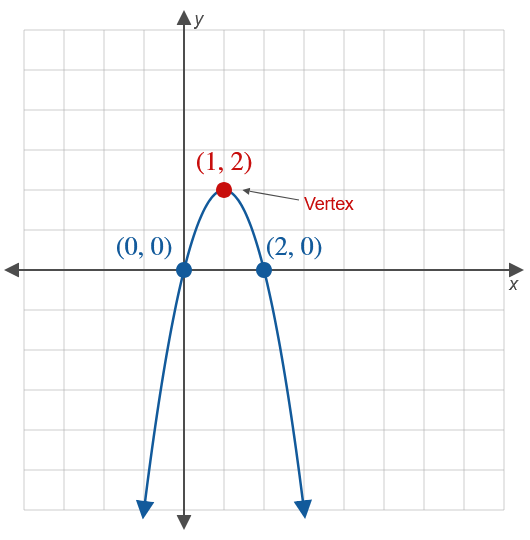 y
(1, 2)
Vertex
(0, 0)
(2, 0)
x